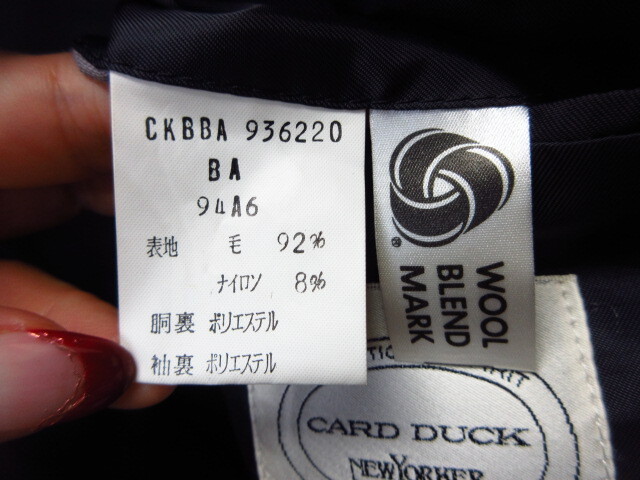 CKBBA 936220
BA
94A6
表地 毛 92%
ナイロン 8%
胴裏 ポリエステル
袖裏 ポリエステル
®
WOOL
BLEND
MARK
CARD DUCK
NEWYORKER